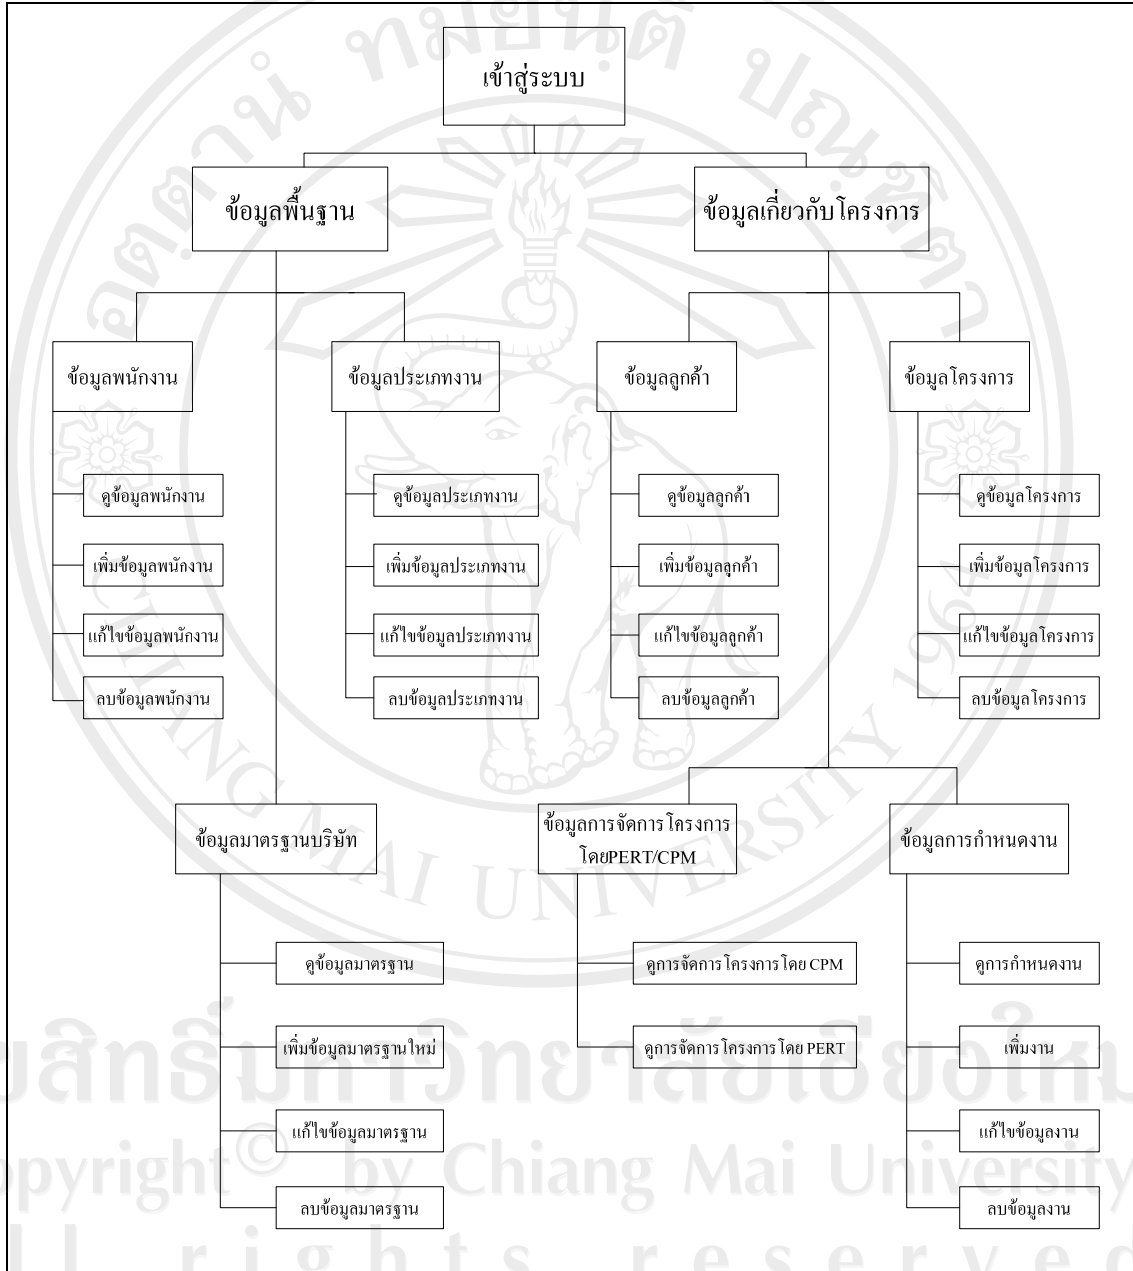 เข้าสู่ระบบ
ข้อมูลพื้นฐาน
ข้อมูลเกี่ยวกับโครงการ
ข้อมูลพนักงาน
ข้อมูลประเภทงาน
ข้อมูลลูกค้า
ข้อมูลโครงการ
ดูข้อมูลพนักงาน
ดูข้อมูลประเภทงาน
ดูข้อมูลลูกค้า
ดูข้อมูลโครงการ
เพิ่มข้อมูลพนักงาน
เพิ่มข้อมูลประเภทงาน
เพิ่มข้อมูลลูกค้า
เพิ่มข้อมูลโครงการ
แก้ไขข้อมูลพนักงาน
แก้ไขข้อมูลประเภทงาน
แก้ไขข้อมูลลูกค้า
แก้ไขข้อมูลโครงการ
ลบข้อมูลพนักงาน
ลบข้อมูลประเภทงาน
ลบข้อมูลลูกค้า
ลบข้อมูลโครงการ
ข้อมูลมาตรฐานบริษัท
ข้อมูลการจัดการโครงการ
โดยPERT/CPM
ข้อมูลการกำหนดงาน
ดูข้อมูลมาตรฐาน
ดูการจัดการโครงการโดย CPM
ดูการกำหนดงาน
เพิ่มข้อมูลมาตรฐานใหม่
ดูการจัดการโครงการโดย PERT
เพิ่มงาน
แก้ไขข้อมูลมาตรฐาน
แก้ไขข้อมูลงาน
ลบข้อมูลมาตรฐาน
ลบข้อมูลงาน
CHIANG MAI UNIVERSITY 1964
opyright © by Chiang Mai University
ll rights reserved